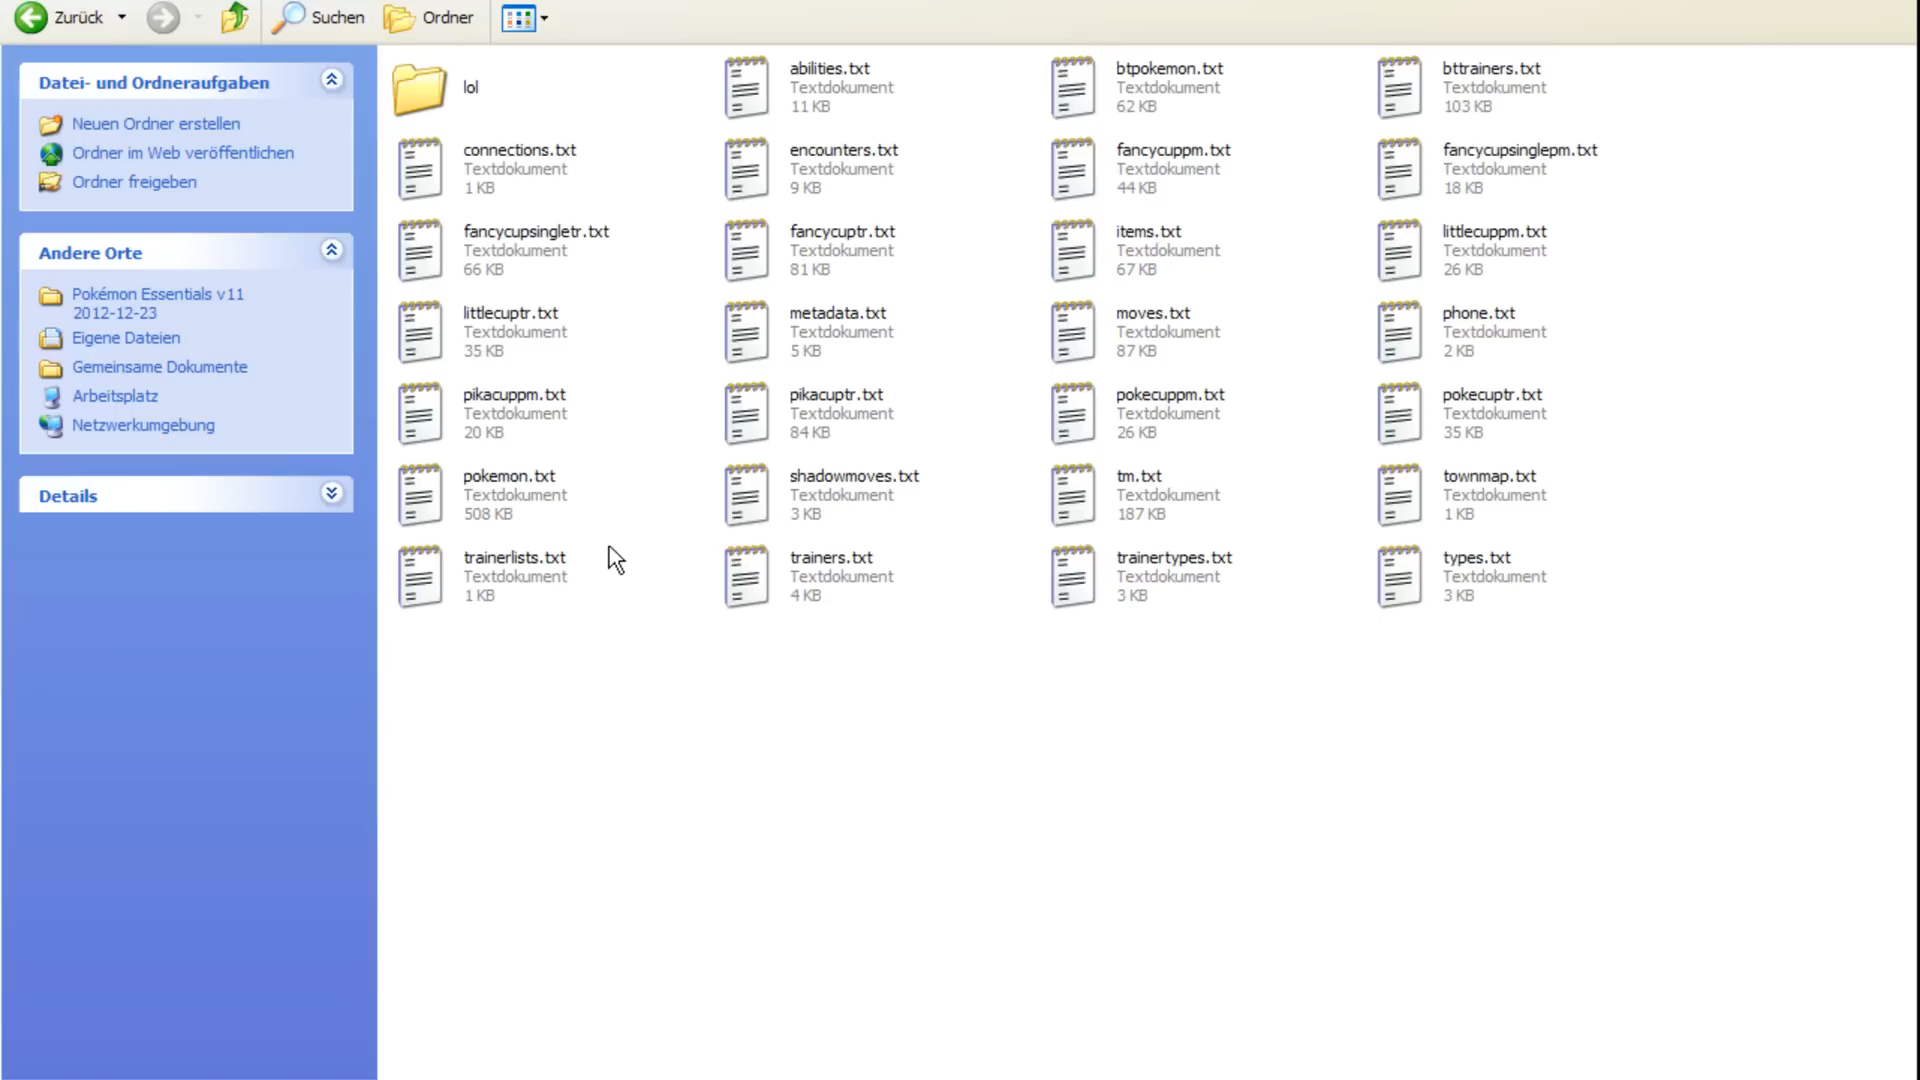 Zurück
Suchen
Ordner
Datei- und Ordneraufgaben
Neuen Ordner erstellen
Ordner im Web veröffentlichen
Ordner freigeben
Andere Orte
Pokémon Essentials v11
2012-12-23
Eigene Dateien
Gemeinsame Dokumente
Arbeitsplatz
Netzwerkumgebung
Details
lol
abilities.txt
Textdokument
11 KB
btpokemon.txt
Textdokument
62 KB
bttrainers.txt
Textdokument
103 KB
connections.txt
Textdokument
1 KB
encounters.txt
Textdokument
9 KB
fancycuppm.txt
Textdokument
44 KB
fancycupsinglepm.txt
Textdokument
18 KB
fancycupsingletr.txt
Textdokument
66 KB
fancycuptr.txt
Textdokument
81 KB
items.txt
Textdokument
67 KB
littlecuppm.txt
Textdokument
26 KB
littlecuptr.txt
Textdokument
35 KB
metadata.txt
Textdokument
5 KB
moves.txt
Textdokument
87 KB
phone.txt
Textdokument
2 KB
pikacuppm.txt
Textdokument
20 KB
pikacuptr.txt
Textdokument
84 KB
pokecuppm.txt
Textdokument
26 KB
pokecuptr.txt
Textdokument
35 KB
pokemon.txt
Textdokument
508 KB
shadowmoves.txt
Textdokument
3 KB
tm.txt
Textdokument
187 KB
townmap.txt
Textdokument
1 KB
trainerlists.txt
Textdokument
1 KB
trainers.txt
Textdokument
4 KB
trainertypes.txt
Textdokument
3 KB
types.txt
Textdokument
3 KB